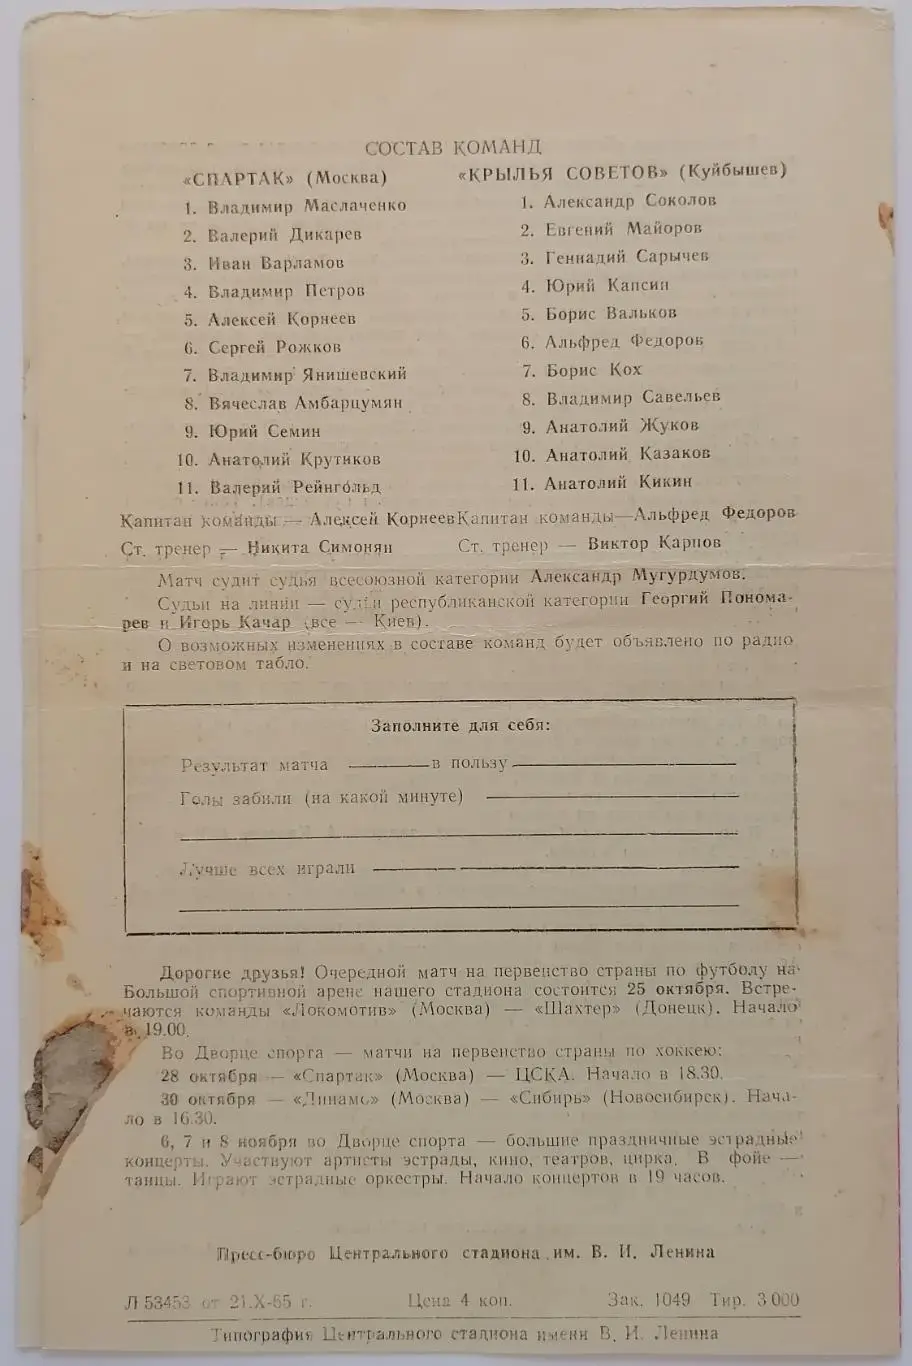 СОСТАВ КОМАНД
«СПАРТАК» (Москва)
1. Владимир Маслаченко
2. Валерий Дикарев
3. Иван Варламов
4. Владимир Петров
5. Алексей Корнеев
6. Сергей Рожков
7. Владимир Янишевский
8. Вячеслав Амбарцумян
9. Юрий Семин
10. Анатолий Крутиков
11. Валерий Рейнгольд
Капитан команды — Алексей Корнеев
Ст. тренер — Никита Симонян
«КРЫЛЬЯ СОВЕТОВ» (Куйбышев)
1. Александр Соколов
2. Евгений Майоров
3. Геннадий Сарычев
4. Юрий Капсин
5. Борис Вальков
6. Альфред Федоров
7. Борис Кох
8. Владимир Савельев
9. Анатолий Жуков
10. Анатолий Казаков
11. Анатолий Кикин
Капитан команды—Альфред Федоров
Ст. тренер — Виктор Карпов
Матч судит судья всесоюзной категории Александр Мугурдумов.
Судьи на линии — судьи республиканской категории Георгий Понома-
рев и Игорь Качар (все — Киев).
О возможных изменениях в составе команд будет объявлено по радио
и на световом табло.
Заполните для себя:
Результат матча ———— в пользу ————
Голы забили (на какой минуте) ————
Лучше всех играли ————
Дорогие друзья! Очередной матч на первенство страны по футболу на
Большой спортивной арене нашего стадиона состоится 25 октября. Встре-
чаются команды «Локомотив» (Москва) — «Шахтер» (Донецк). Начало
в 19.00.
Во Дворце спорта — матчи на первенство страны по хоккею:
28 октября — «Спартак» (Москва) — ЦСКА. Начало в 18.30.
30 октября — «Динамо» (Москва) — «Сибирь» (Новосибирск). Нача-
ло в 16.30.
6, 7 и 8 ноября во Дворце спорта — большие праздничные эстрадные
концерты. Участвуют артисты эстрады, кино, театров, цирка. В фойе —
танцы. Играют эстрадные оркестры. Начало концертов в 19 часов.
Пресс-бюро Центрального стадиона им. В. И. Ленина
Л 53453 от 21.X-65 г. Цена 4 коп. Зак. 1049 Тир. 3 000
Типография Центрального стадиона имени В. И. Ленина